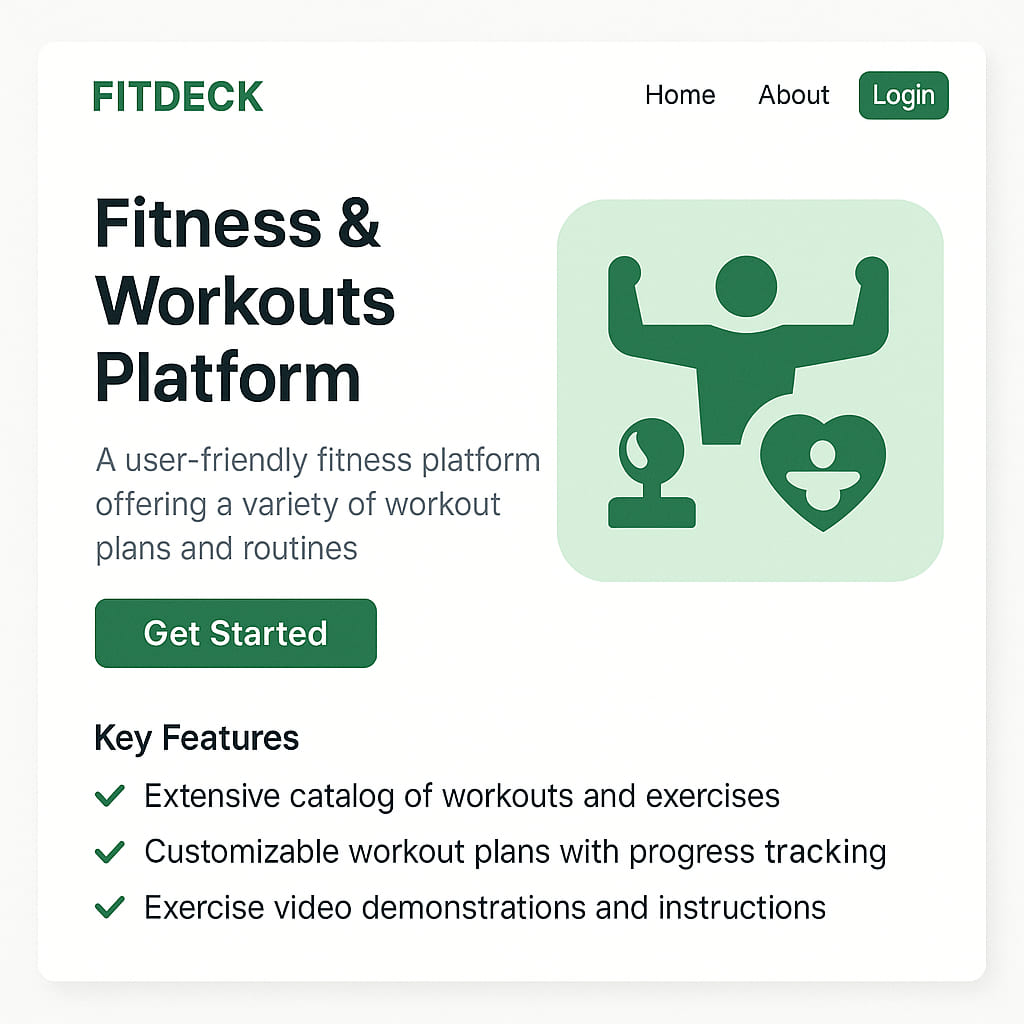 FITDECK
Home
About
Login
Fitness &
Workouts
Platform
A user-friendly fitness platform
offering a variety of workout
plans and routines
Get Started
Key Features
Extensive catalog of workouts and exercises
Customizable workout plans with progress tracking
Exercise video demonstrations and instructions